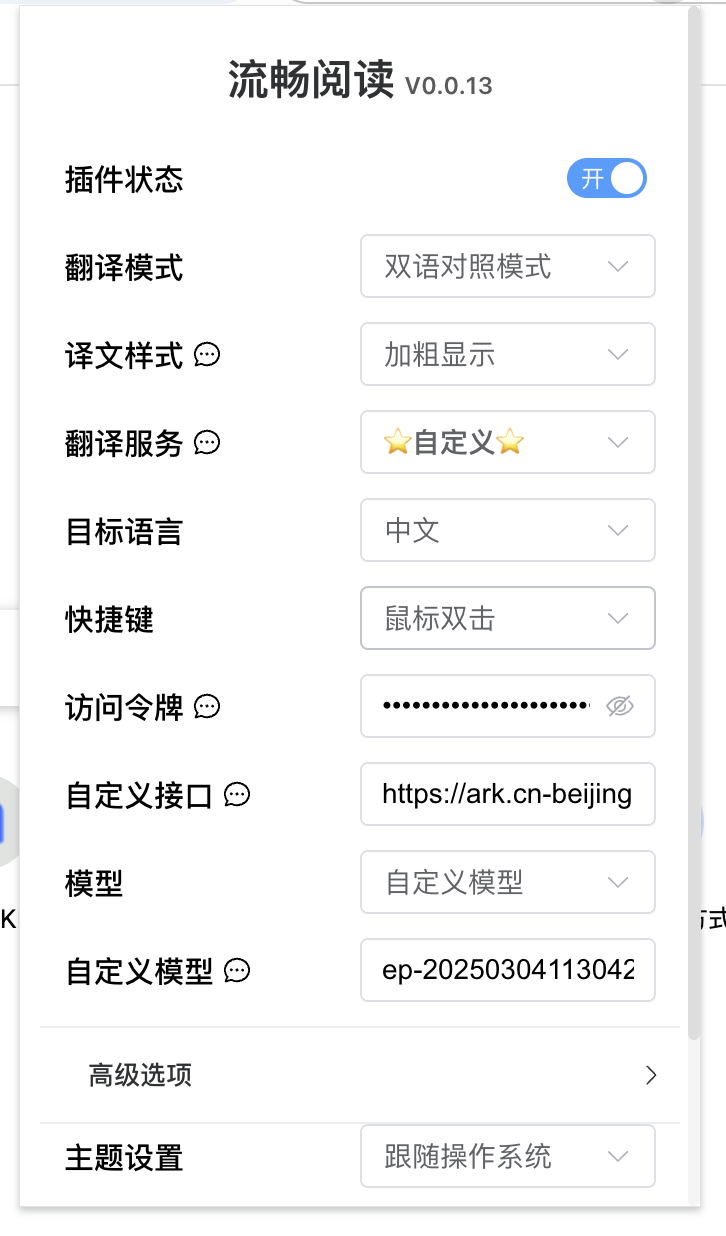 流畅阅读 V0.0.13
插件状态 开
翻译模式 双语对照模式
译文样式 加粗显示
翻译服务 ⭐自定义⭐
目标语言 中文
快捷键 鼠标双击
访问令牌 ••••••••••••••••••••••
自定义接口 https://ark.cn-beijing
模型 自定义模型
K 方式
自定义模型 ep-20250304113042
高级选项
主题设置 跟随操作系统